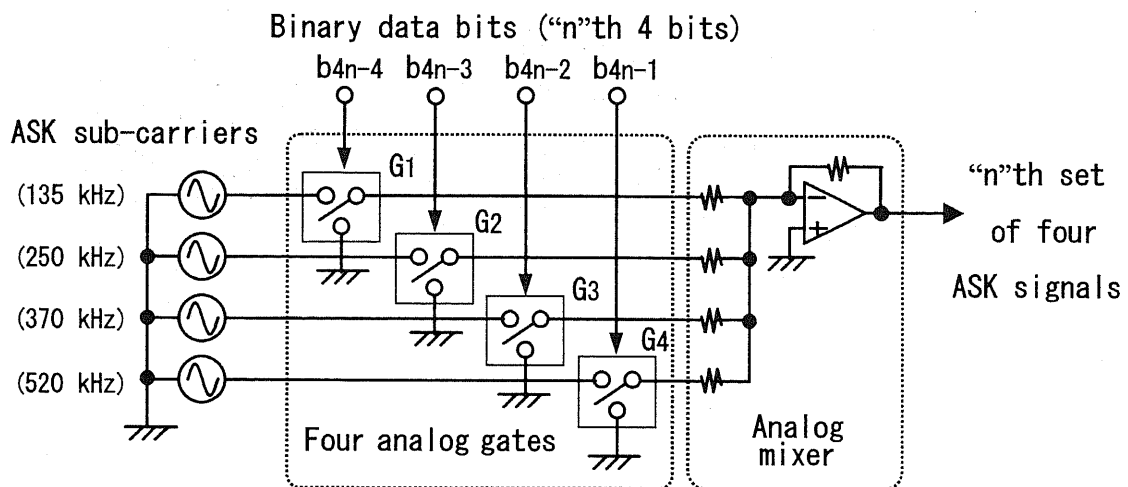 Binary data bits (“n”th 4 bits)
b4n-4 b4n-3 b4n-2 b4n-1
ASK sub-carriers
(135 kHz)
(250 kHz)
(370 kHz)
(520 kHz)
G1
G2
G3
G4
Four analog gates
Analog
mixer
−
+
“n”th set
of four
ASK signals